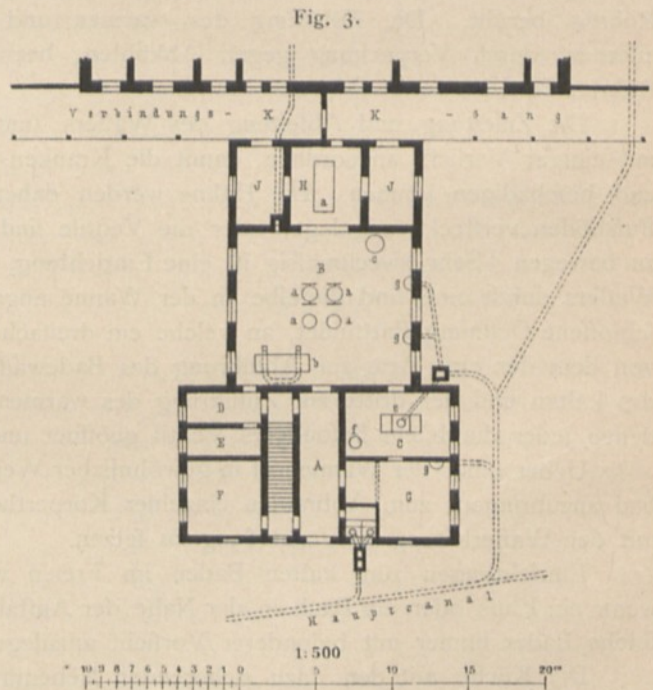 Fig. 3.
Verbindungs- K K -gang
J H J
a
B c
g
a a
a a
g
b
D e
E f C
A
F g G
Hauptcanal
1:500
10 9 8 7 6 5 4 3 2 1 0 5 10 15 20